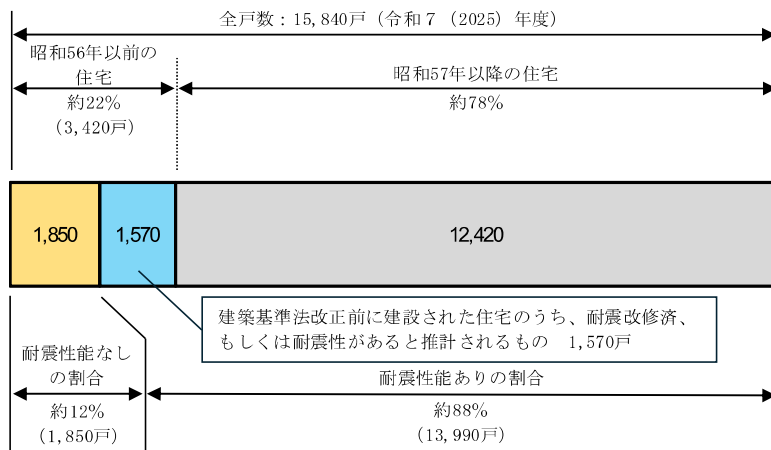 全戸数：15,840戸（令和７（2025）年度）
昭和56年以前の
住宅
約22%
（3,420戸）
昭和57年以降の住宅
約78%
1,850
1,570
12,420
建築基準法改正前に建設された住宅のうち、耐震改修済、
もしくは耐震性があると推計されるもの　1,570戸
耐震性能なし
の割合
約12%
（1,850戸）
耐震性能ありの割合
約88%
（13,990戸）